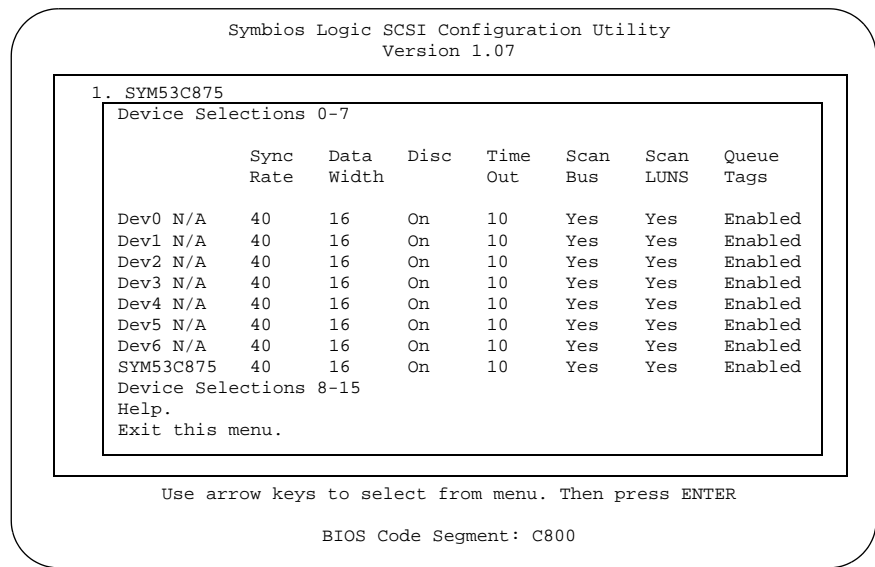 Symbios Logic SCSI Configuration Utility
Version 1.07
1. SYM53C875
Device Selections 0-7
Sync Data Disc Time Scan Scan Queue
Rate Width Out Bus LUNS Tags
Dev0 N/A 40 16 On 10 Yes Yes Enabled
Dev1 N/A 40 16 On 10 Yes Yes Enabled
Dev2 N/A 40 16 On 10 Yes Yes Enabled
Dev3 N/A 40 16 On 10 Yes Yes Enabled
Dev4 N/A 40 16 On 10 Yes Yes Enabled
Dev5 N/A 40 16 On 10 Yes Yes Enabled
Dev6 N/A 40 16 On 10 Yes Yes Enabled
SYM53C875 40 16 On 10 Yes Yes Enabled
Device Selections 8-15
Help.
Exit this menu.
Use arrow keys to select from menu. Then press ENTER
BIOS Code Segment: C800